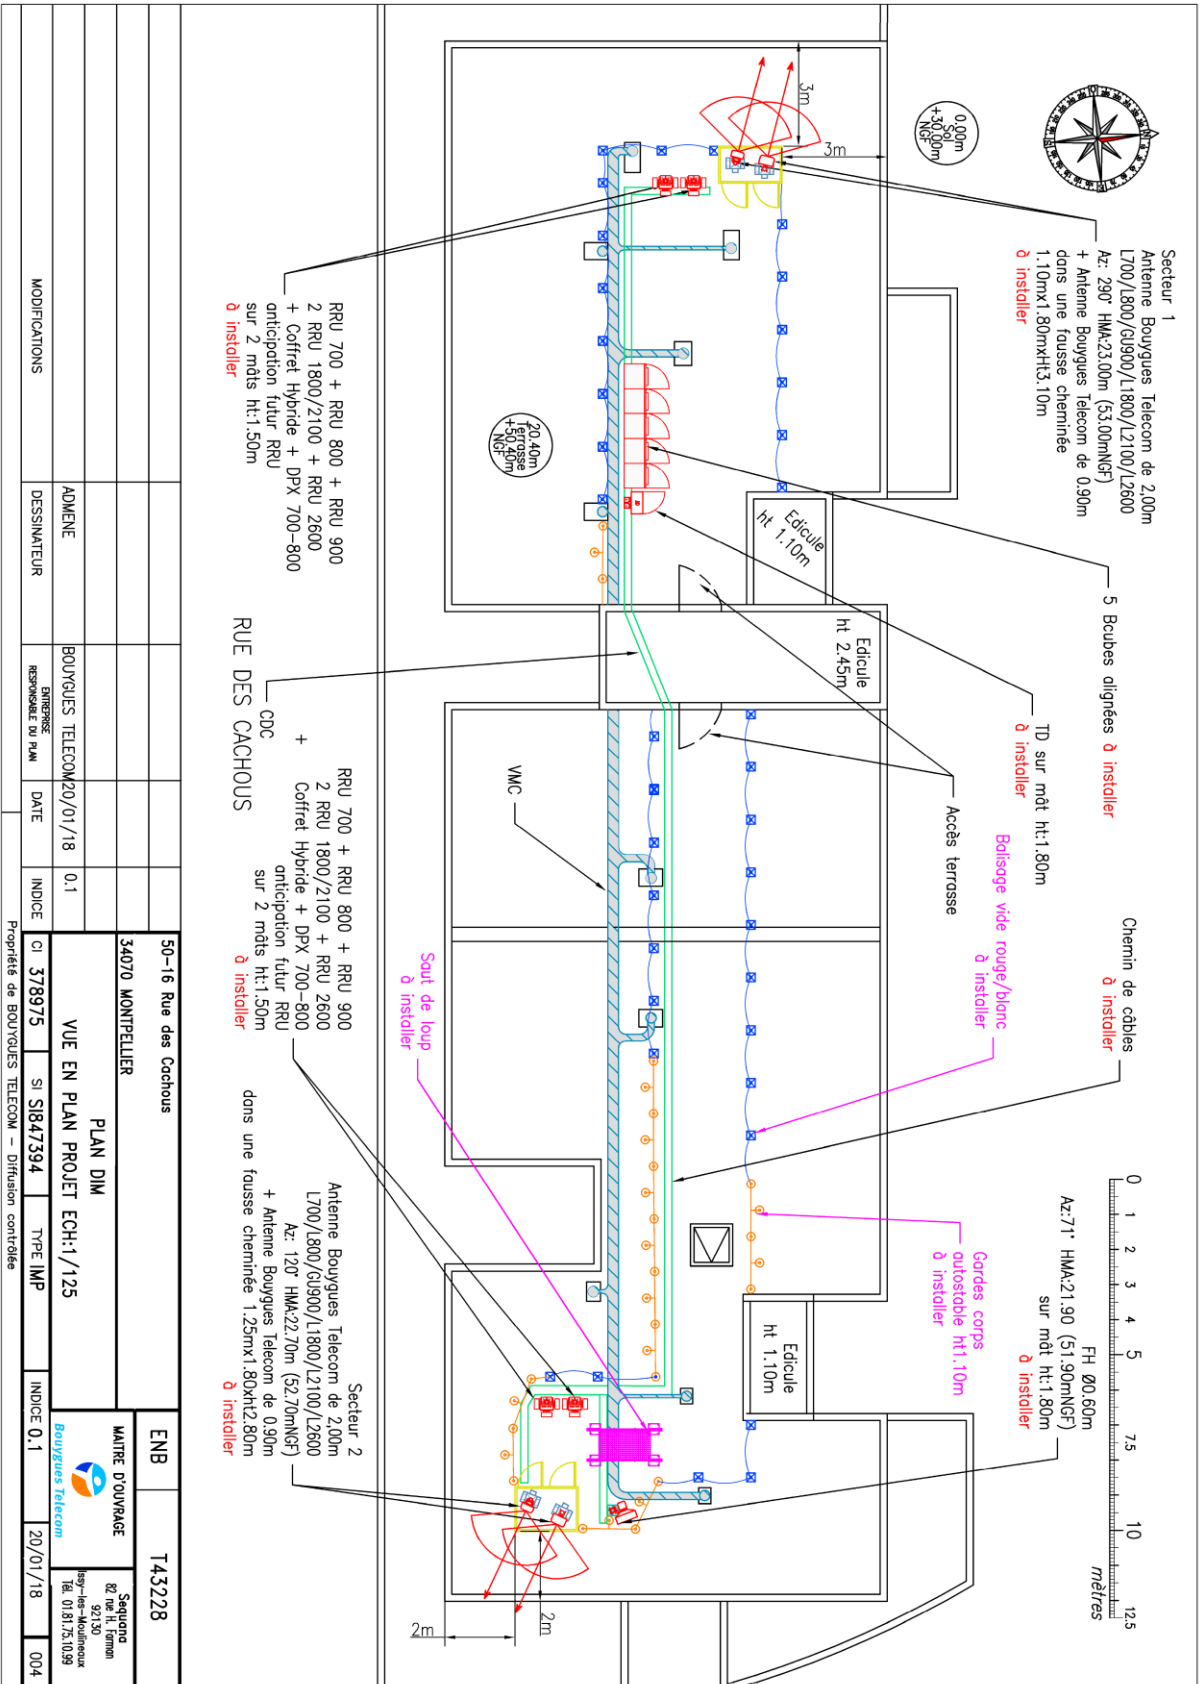 Secteur 1
Antenne Bouygues Telecom de 2,00m
L700/L800/GU900/L1800/L2100/L2600
Az: 290° HMA:23.00m (53.00mNGF)
+ Antenne Bouygues Telecom de 0.90m
dans une fausse cheminée
1.10mx1.80mxHt3.10m
à installer
0.00m
Sol
+30.00m
NGF
3m
3m
5 Bcubes alignées à installer
TD sur mât ht:1.80m
à installer
Accès terrasse
Balisage vide rouge/blanc
à installer
Chemin de câbles
à installer
0 1 2 3 4 5 7.5 10 12.5
mètres
FH Ø0.60m
Az:71° HMA:21.90 (51.90mNGF)
sur mât ht:1.80m
à installer
Gardes corps
autostable ht1.10m
à installer
Edicule
ht 1.10m
Edicule
ht 2.45m
Edicule
ht 1.10m
20.40m
Terrasse
+50.40m
NGF
RRU 700 + RRU 800 + RRU 900
2 RRU 1800/2100 + RRU 2600
+ Coffret Hybride + DPX 700-800
anticipation futur RRU
sur 2 mâts ht:1.50m
à installer
CDC
RUE DES CACHOUS
VMC
RRU 700 + RRU 800 + RRU 900
2 RRU 1800/2100 + RRU 2600
+ Coffret Hybride + DPX 700-800
anticipation futur RRU
sur 2 mâts ht:1.50m
à installer
Saut de loup
à installer
Secteur 2
Antenne Bouygues Telecom de 2,00m
L700/L800/GU900/L1800/L2100/L2600
Az: 120° HMA:22.70m (52.70mNGF)
+ Antenne Bouygues Telecom de 0.90m
dans une fausse cheminée 1.25mx1.80xht2.80m
à installer
2m
2m
ADMENE BOUYGUES TELECOM 20/01/18 0.1
MODIFICATIONS DESSINATEUR ENTREPRISE RESPONSABLE DU PLAN DATE INDICE
50-16 Rue des Cachous
34070 MONTPELLIER
PLAN DIM
VUE EN PLAN PROJET ECH:1/125
CI 378975 SI SI847394 TYPE IMP INDICE 0.1 20/01/18 004
ENB T43228
MAITRE D'OUVRAGE
Bouygues Telecom
Sequana
82 rue H. Farman
92130
Issy-les-Moulineaux
Tél. 01.81.75.10.99
Propriété de BOUYGUES TELECOM - Diffusion contrôlée